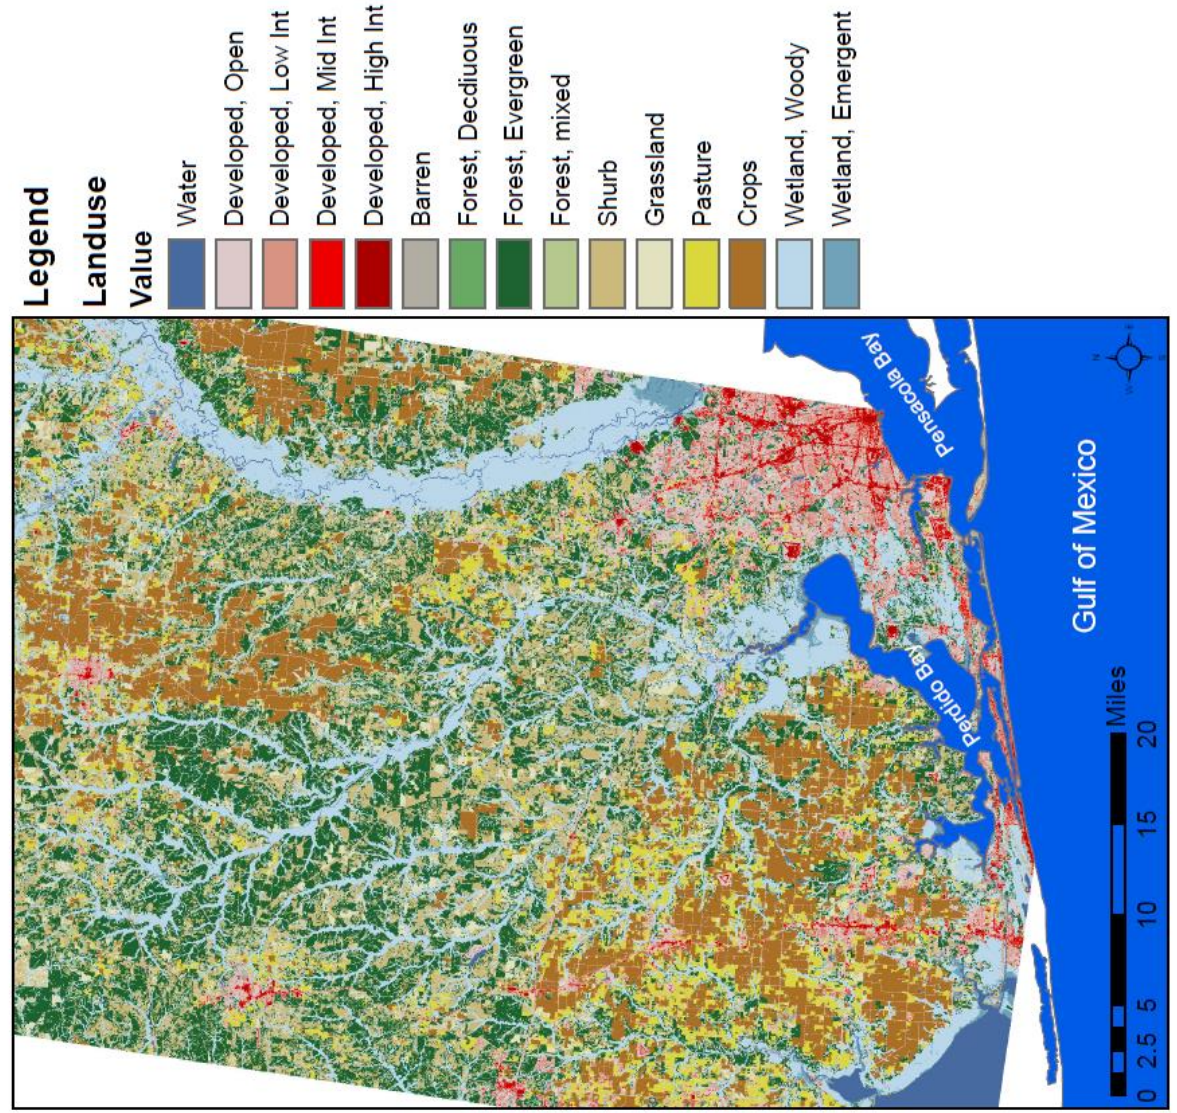 Legend
Landuse
Value
Water
Developed, Open
Developed, Low Int
Developed, Mid Int
Developed, High Int
Barren
Forest, Decdiuous
Forest, Evergreen
Forest, mixed
Shurb
Grassland
Pasture
Crops
Wetland, Woody
Wetland, Emergent
Pensacola Bay
Perdido Bay
Gulf of Mexico
N
W
E
S
Miles
0 2.5 5 10 15 20